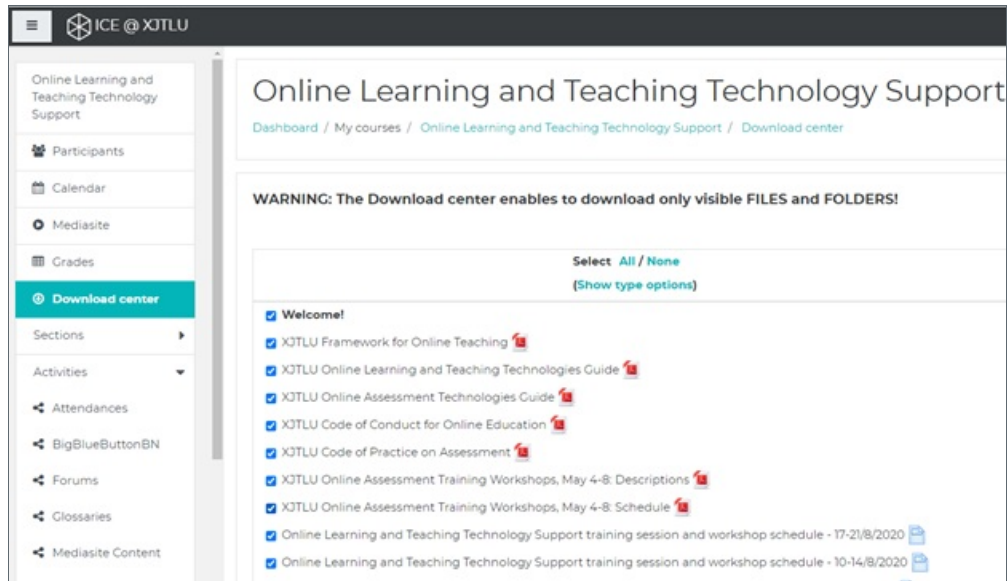 ICE @ XJTLU
Online Learning and
Teaching Technology
Support
Participants
Calendar
Mediasite
Grades
Download center
Sections
Activities
Attendances
BigBlueButtonBN
Forums
Glossaries
Mediasite Content
Online Learning and Teaching Technology Support
Dashboard / My courses / Online Learning and Teaching Technology Support / Download center
WARNING: The Download center enables to download only visible FILES and FOLDERS!
Select All / None
(Show type options)
Welcome!
XJTLU Framework for Online Teaching
XJTLU Online Learning and Teaching Technologies Guide
XJTLU Online Assessment Technologies Guide
XJTLU Code of Conduct for Online Education
XJTLU Code of Practice on Assessment
XJTLU Online Assessment Training Workshops, May 4-8: Descriptions
XJTLU Online Assessment Training Workshops, May 4-8: Schedule
Online Learning and Teaching Technology Support training session and workshop schedule - 17-21/8/2020
Online Learning and Teaching Technology Support training session and workshop schedule - 10-14/8/2020